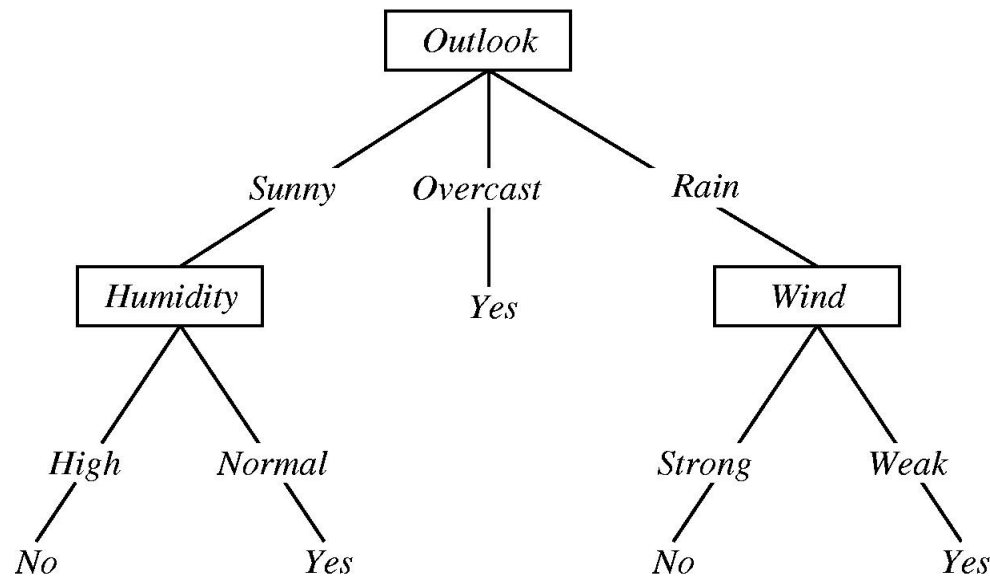 Outlook
Sunny Overcast Rain
Humidity Yes Wind
High Normal Strong Weak
No Yes No Yes